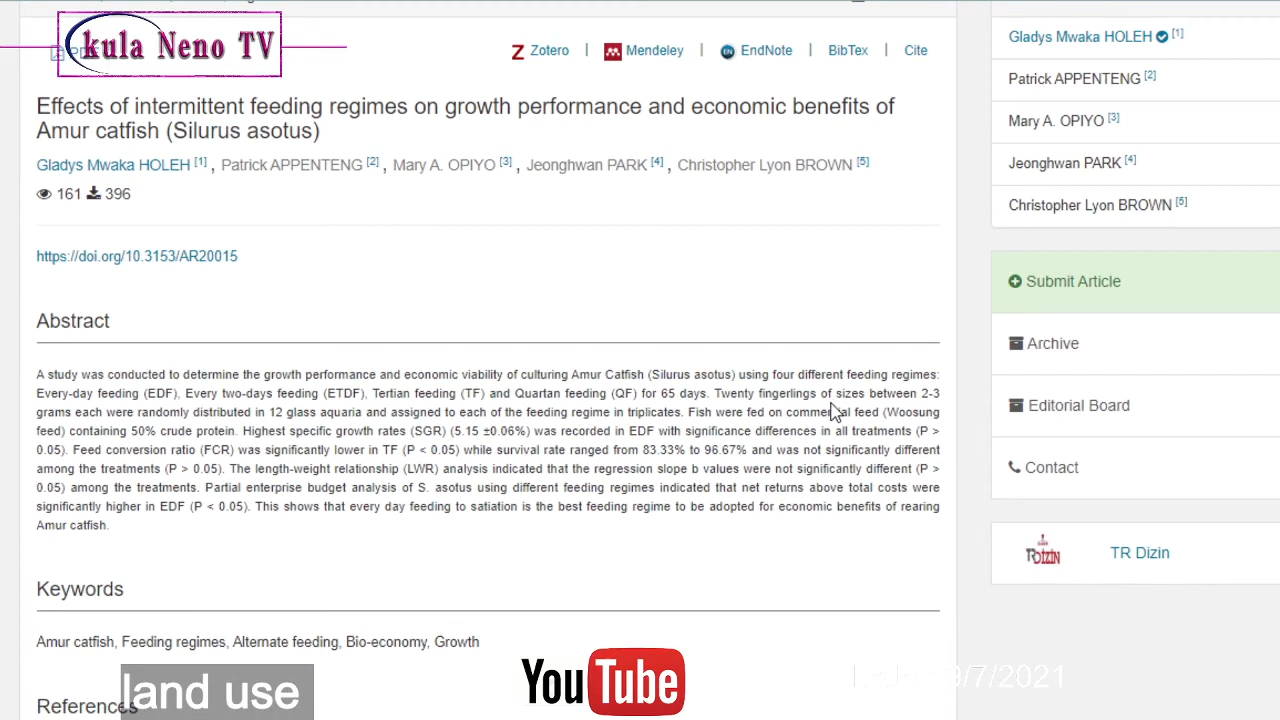 kula Neno TV
Zotero | Mendeley | EndNote | BibTex | Cite
Effects of intermittent feeding regimes on growth performance and economic benefits of
Amur catfish (Silurus asotus)
Gladys Mwaka HOLEH [1] , Patrick APPENTENG [2] , Mary A. OPIYO [3] , Jeonghwan PARK [4] , Christopher Lyon BROWN [5]
161 396
https://doi.org/10.3153/AR20015
Abstract
A study was conducted to determine the growth performance and economic viability of culturing Amur Catfish (Silurus asotus) using four different feeding regimes:
Every-day feeding (EDF), Every two-days feeding (ETDF), Tertian feeding (TF) and Quartan feeding (QF) for 65 days. Twenty fingerlings of sizes between 2-3
grams each were randomly distributed in 12 glass aquaria and assigned to each of the feeding regime in triplicates. Fish were fed on commercial feed (Woosung
feed) containing 50% crude protein. Highest specific growth rates (SGR) (5.15 ±0.06%) was recorded in EDF with significance differences in all treatments (P >
0.05). Feed conversion ratio (FCR) was significantly lower in TF (P < 0.05) while survival rate ranged from 83.33% to 96.67% and was not significantly different
among the treatments (P > 0.05). The length-weight relationship (LWR) analysis indicated that the regression slope b values were not significantly different (P >
0.05) among the treatments. Partial enterprise budget analysis of S. asotus using different feeding regimes indicated that net returns above total costs were
significantly higher in EDF (P < 0.05). This shows that every day feeding to satiation is the best feeding regime to be adopted for economic benefits of rearing
Amur catfish.
Keywords
Amur catfish, Feeding regimes, Alternate feeding, Bio-economy, Growth
References
land use
YouTube
9/7/2021
Gladys Mwaka HOLEH [1]
Patrick APPENTENG [2]
Mary A. OPIYO [3]
Jeonghwan PARK [4]
Christopher Lyon BROWN [5]
Submit Article
Archive
Editorial Board
Contact
TR DİZİN
TR Dizin